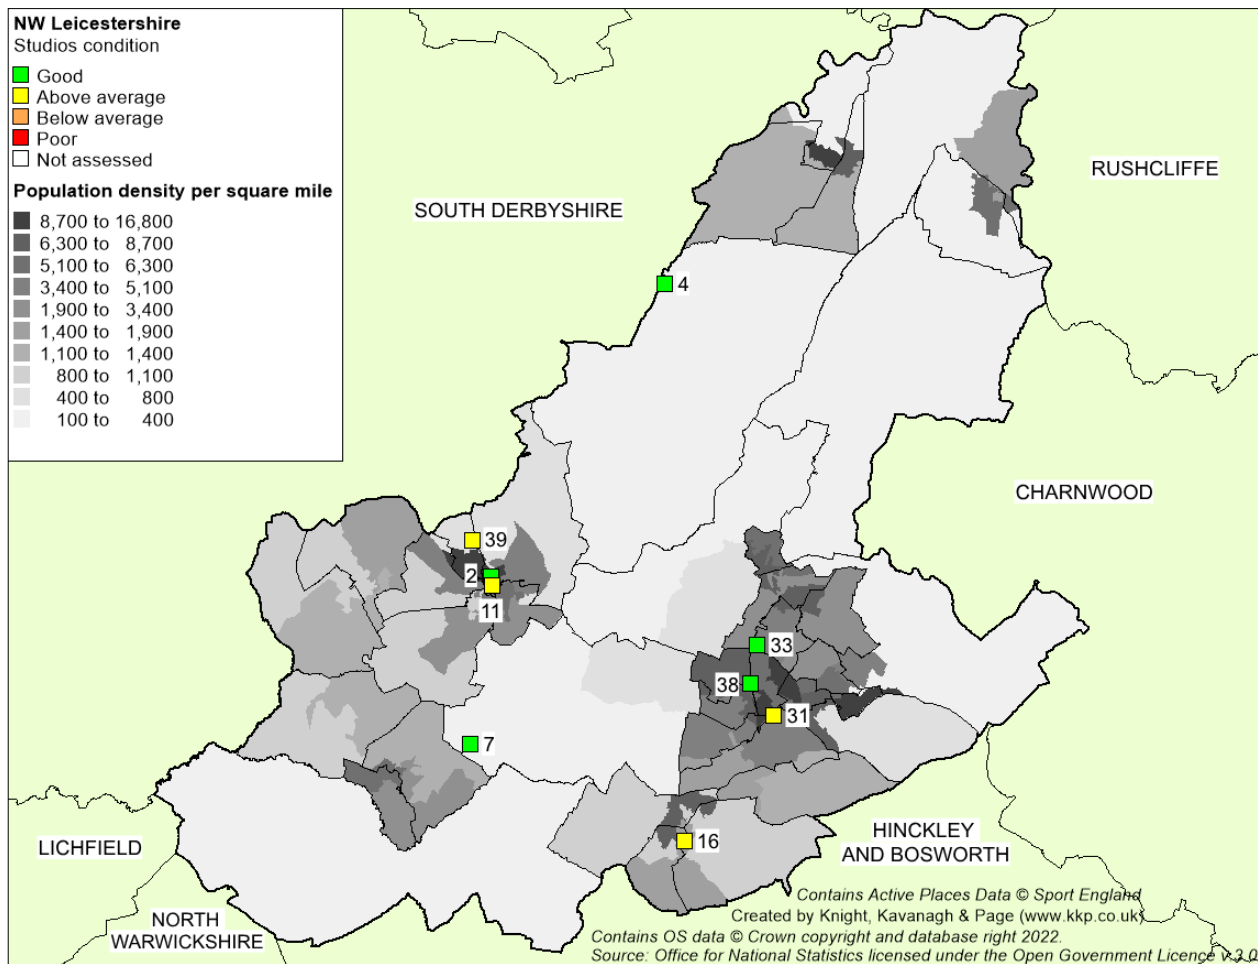 NW Leicestershire
Studios condition
Good
Above average
Below average
Poor
Not assessed
Population density per square mile
8,700 to 16,800
6,300 to 8,700
5,100 to 6,300
3,400 to 5,100
1,900 to 3,400
1,400 to 1,900
1,100 to 1,400
800 to 1,100
400 to 800
100 to 400
SOUTH DERBYSHIRE
RUSHCLIFFE
4
CHARNWOOD
39
2
11
33
38
31
7
16
LICHFIELD
HINCKLEY
AND BOSWORTH
NORTH
WARWICKSHIRE
Contains Active Places Data © Sport England
Created by Knight, Kavanagh & Page (www.kkp.co.uk)
Contains OS data © Crown copyright and database right 2022.
Source: Office for National Statistics licensed under the Open Government Licence v.3.0